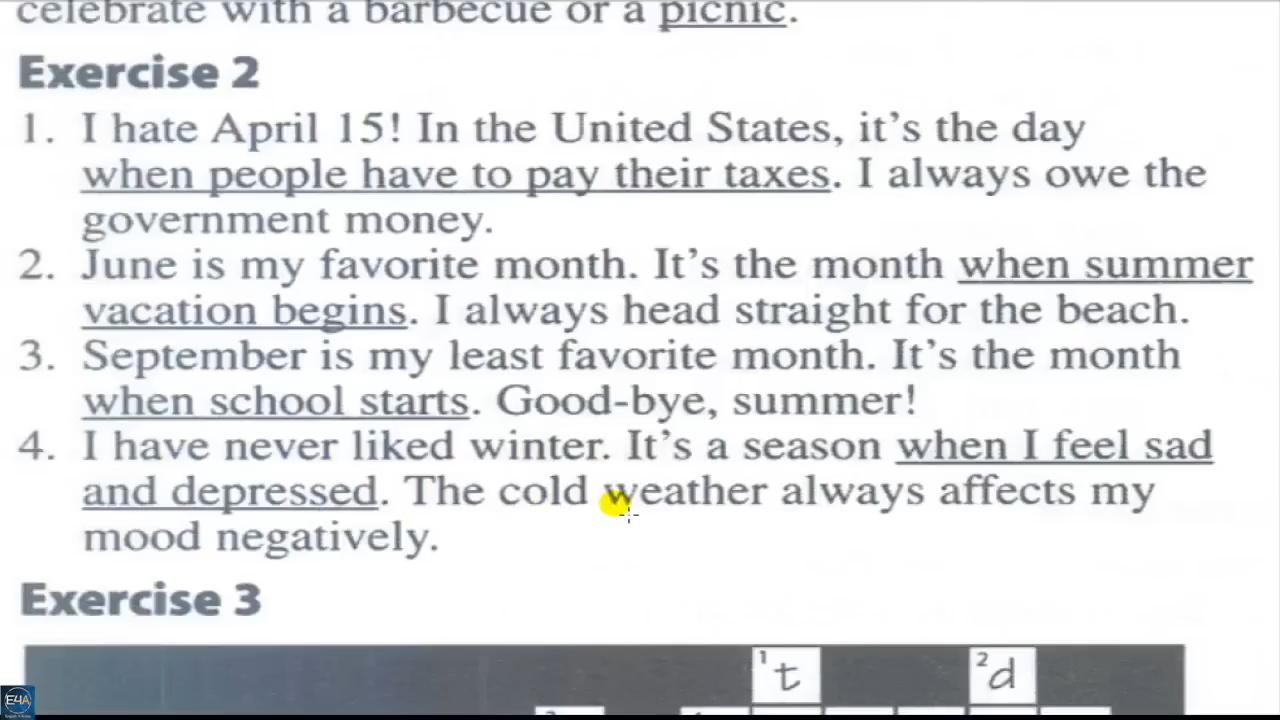 celebrate with a barbecue or a picnic.
Exercise 2
1. I hate April 15! In the United States, it's the day
when people have to pay their taxes. I always owe the
government money.
2. June is my favorite month. It's the month when summer
vacation begins. I always head straight for the beach.
3. September is my least favorite month. It's the month
when school starts. Good-bye, summer!
4. I have never liked winter. It's a season when I feel sad
and depressed. The cold weather always affects my
mood negatively.
Exercise 3
1 t 2 d
E4A